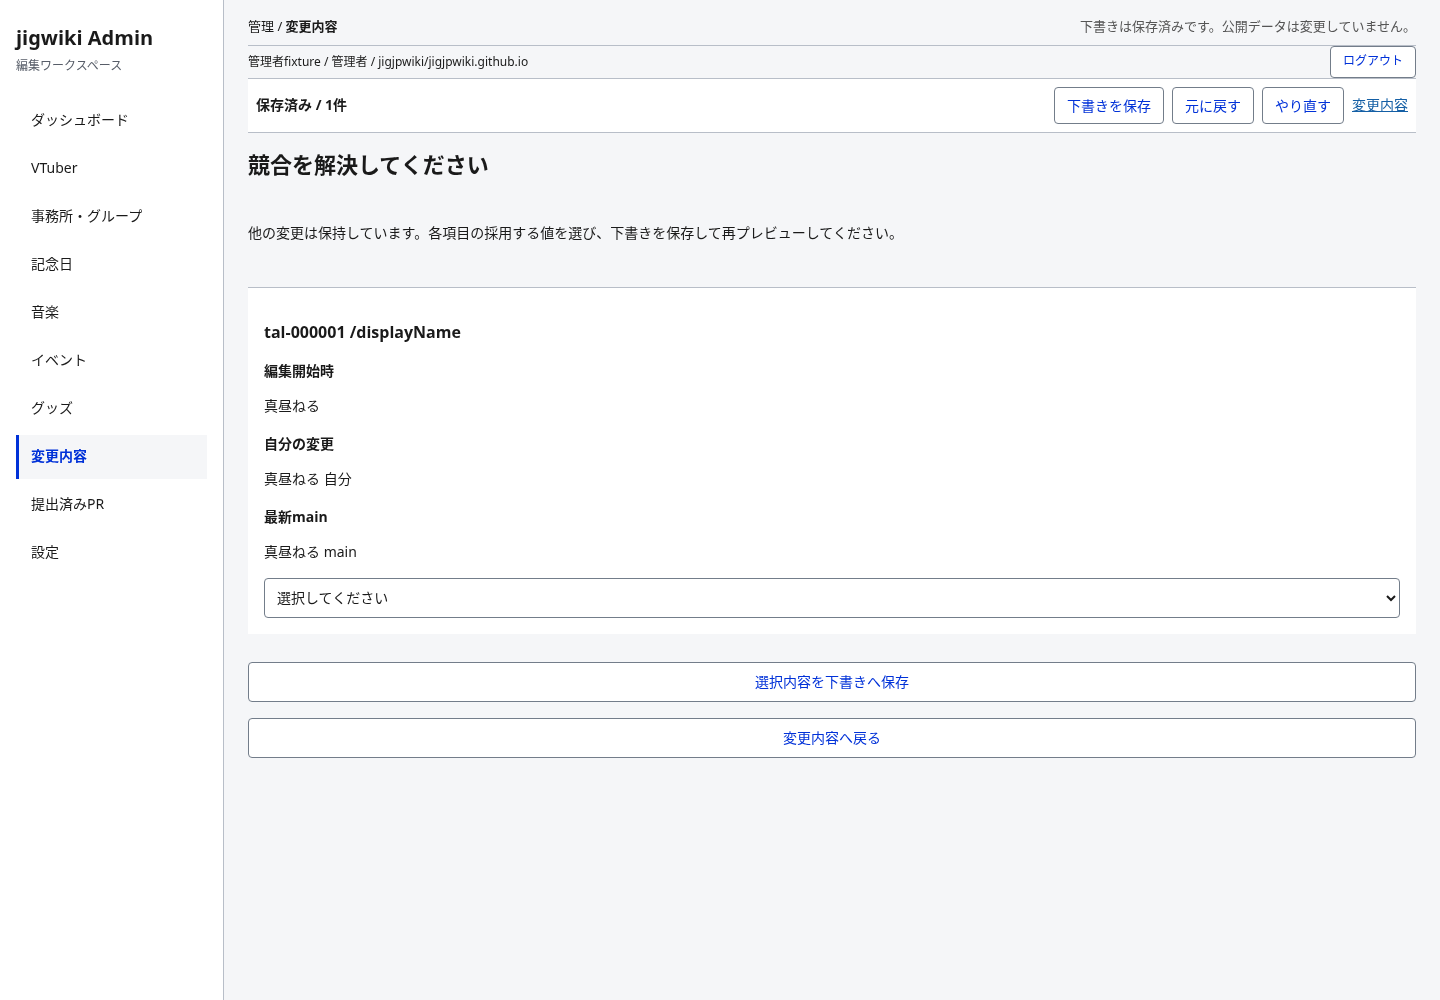 jigwiki Admin
編集ワークスペース
ダッシュボード
VTuber
事務所・グループ
記念日
音楽
イベント
グッズ
変更内容
提出済みPR
設定
管理 / 変更内容
下書きは保存済みです。公開データは変更していません。
管理者fixture / 管理者 / jigjpwiki/jigjpwiki.github.io
ログアウト
保存済み / 1件
下書きを保存
元に戻す
やり直す
変更内容
競合を解決してください
他の変更は保持しています。各項目の採用する値を選び、下書きを保存して再プレビューしてください。
tal-000001 /displayName
編集開始時
真昼ねる
自分の変更
真昼ねる 自分
最新main
真昼ねる main
選択してください
選択内容を下書きへ保存
変更内容へ戻る